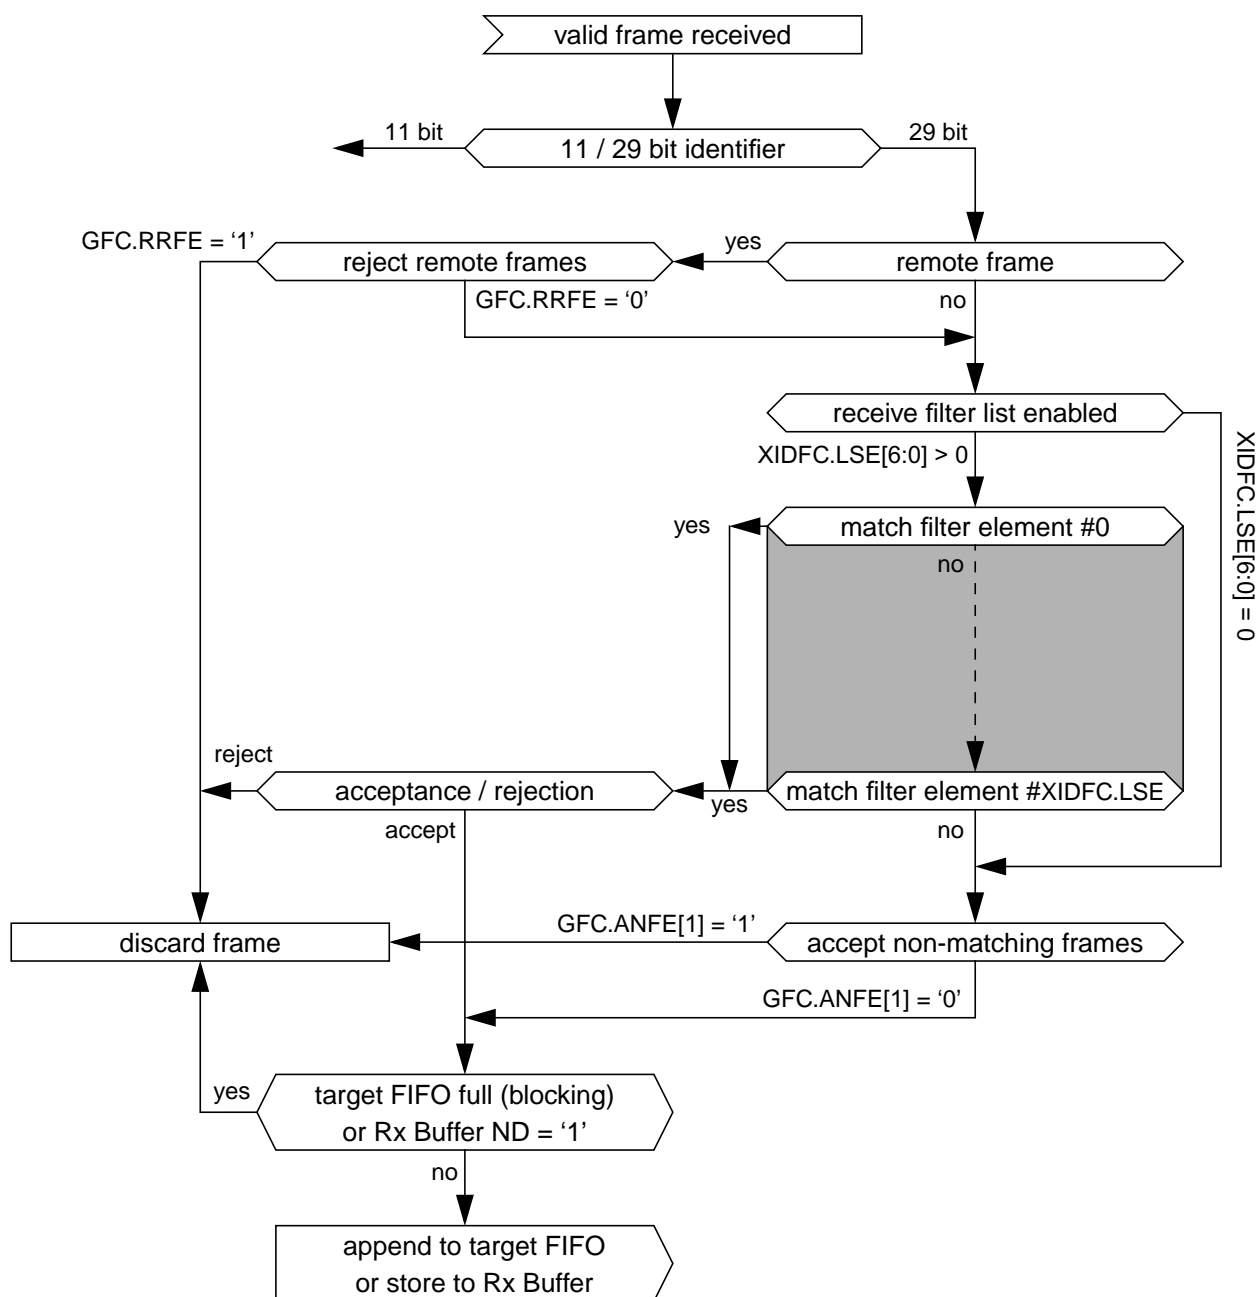 valid frame received
11 bit
29 bit
11 / 29 bit identifier
GFC.RRFE = ‘1’
yes
reject remote frames
remote frame
GFC.RRFE = ‘0’
no
receive filter list enabled
XIDFC.LSE[6:0] > 0
XIDFC.LSE[6:0] = 0
yes
match filter element #0
no
reject
acceptance / rejection
yes
match filter element #XIDFC.LSE
accept
no
discard frame
GFC.ANFE[1] = ‘1’
accept non-matching frames
GFC.ANFE[1] = ‘0’
yes
target FIFO full (blocking)
or Rx Buffer ND = ‘1’
no
append to target FIFO
or store to Rx Buffer